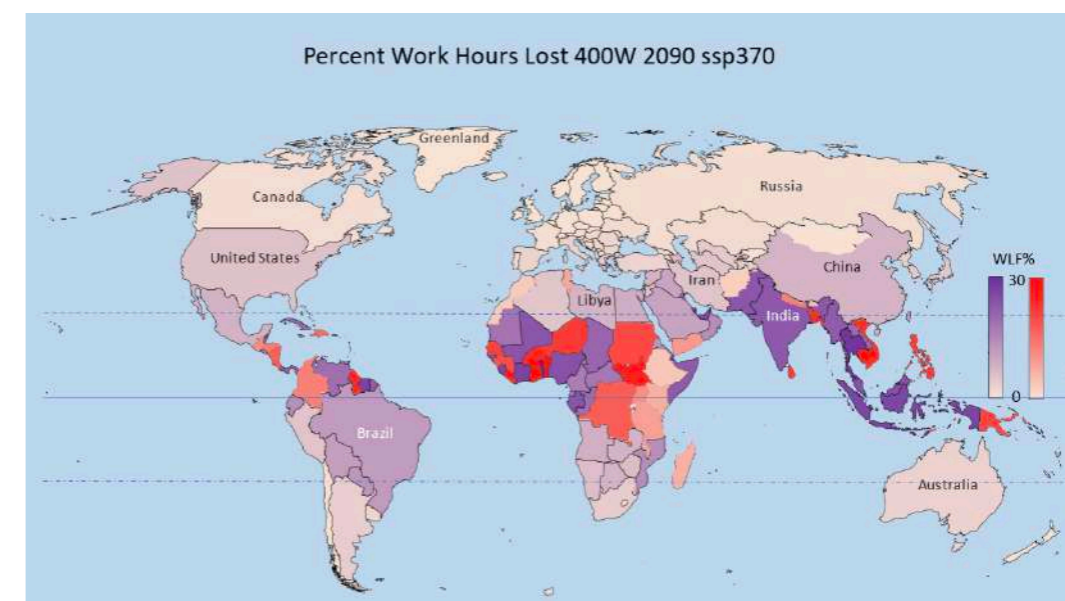 Percent Work Hours Lost 400W 2090 ssp370
Greenland
Canada
Russia
United States
China
Iran
Libya
India
Brazil
Australia
WLF%
30
0